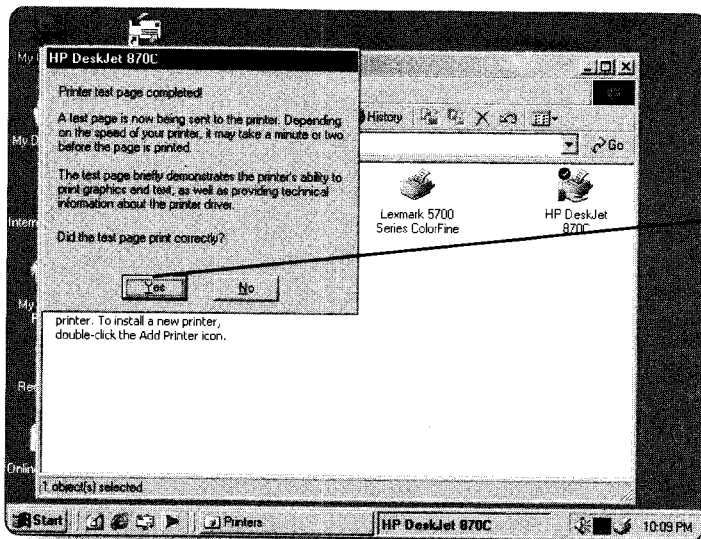 HP DeskJet 870C
Printer test page completed!
A test page is now being sent to the printer. Depending
on the speed of your printer, it may take a minute or two
before the page is printed.
The test page briefly demonstrates the printer's ability to
print graphics and text, as well as providing technical
information about the printer driver.
Did the test page print correctly?
Yes
No
History
Go
Lexmark 5700
Series ColorFine
HP DeskJet
870C
printer. To install a new printer,
double-click the Add Printer icon.
My
My D
Intern
My
Onlin
1 object(s) selected
Start
Printers
HP DeskJet 870C
10:09 PM